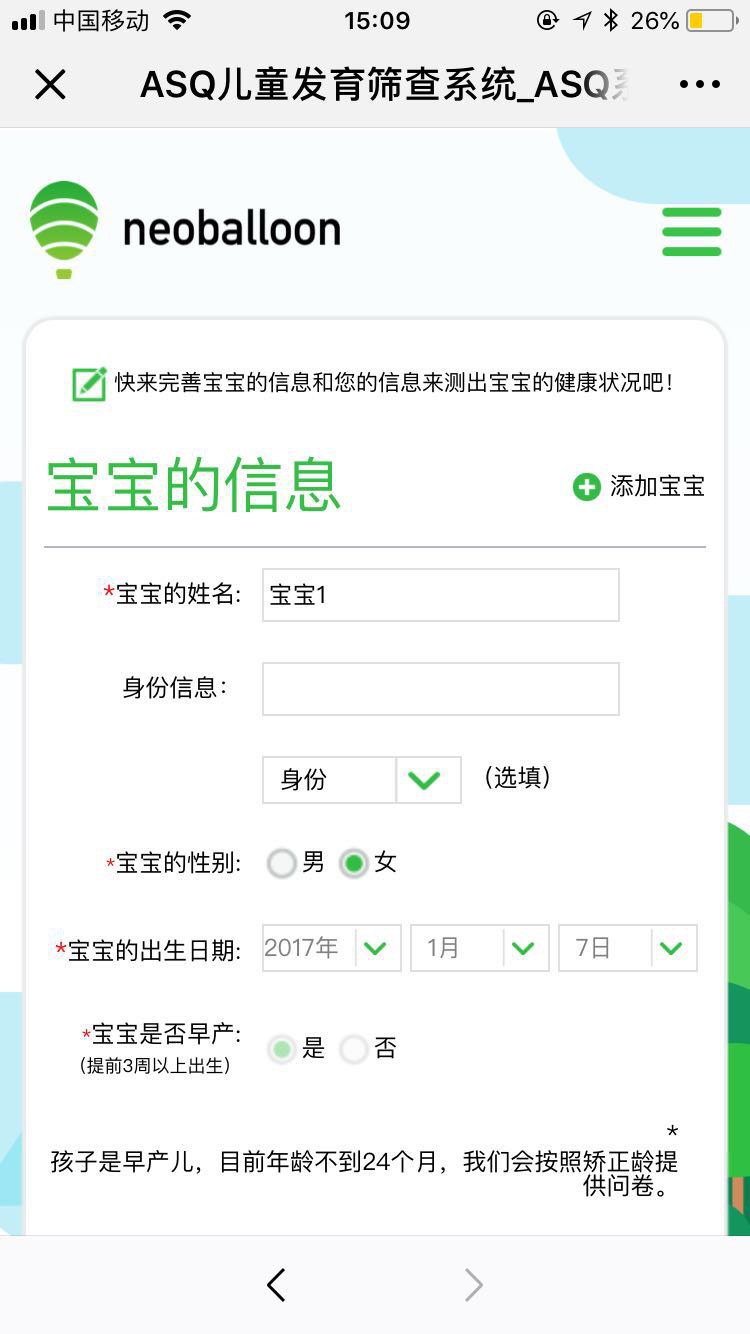 中国移动 15:09 26%
ASQ儿童发育筛查系统_ASQ
neoballoon
快来完善宝宝的信息和您的信息来测出宝宝的健康状况吧！
宝宝的信息 添加宝宝
*宝宝的姓名: 宝宝1
身份信息:
身份 (选填)
*宝宝的性别: 男 女
*宝宝的出生日期: 2017年 1月 7日
*宝宝是否早产: 是 否
(提前3周以上出生)
*
孩子是早产儿，目前年龄不到24个月，我们会按照矫正龄提
供问卷。